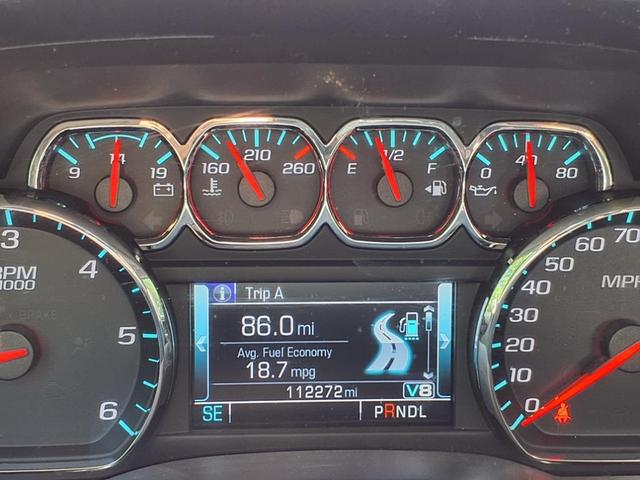 9 14 19
160 210 260
E 1/2 F
0 40 80
3 4 5 6
RPM
1000
BRAKE
Trip A
86.0 mi
Avg. Fuel Economy
18.7 mpg
112272 mi V8
SE PRNDL
70
60
50
40
30
20
10
0
MPH